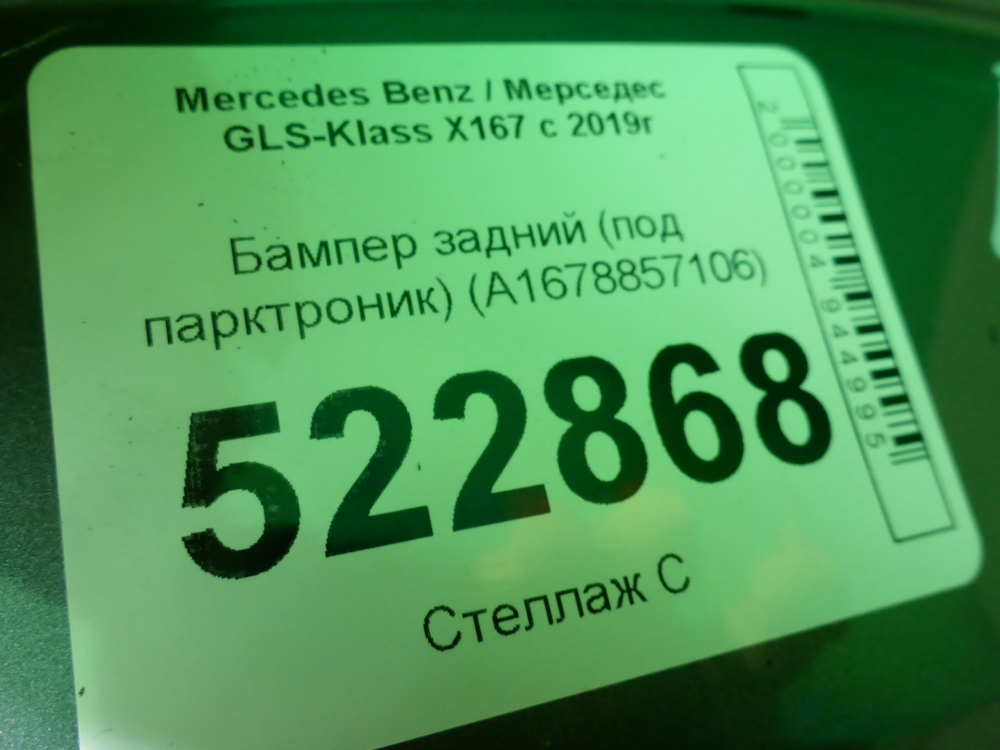 Mercedes Benz / Мерседес
GLS-Klass X167 с 2019г
Бампер задний (под
парктроник) (A1678857106)
522868
Стеллаж С
2000004944995